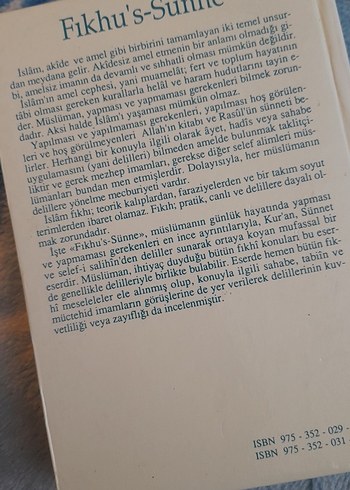 Fıkhu's-Sünne
İslâm, akîde ve amel gibi birbirini tamamlayan iki temel unsur-
dan meydana gelir. Akîdesiz amel etmenin bir anlamı olmadığı gi-
bi, amelsiz imanın da devamlı ve sıhhatli olması mümkün değildir.
İslâm'ın amel cephesi, yani muamelât; fert ve toplum hayatının
tâbi olması gereken kurallarla helâl ve haram hudutlarını tayin e-
der. Müslüman, yapması ve yapmaması gerekenleri bilmek zorun-
dadır. Aksi halde İslâm'ı yaşaması mümkün olmaz.
Yapılması ve yapılmaması gerekenleri, yapılması hoş görülen-
leri ve hoş görülmeyenleri Allah'ın kitabı ve Rasûl'ün sünneti be-
lirler. Herhangi bir konuyla ilgili olarak âyet, hadîs veya sahabe
uygulamasını (yani delilleri) bilmeden amelde bulunmak taklitçi-
liktir ve gerek mezhep imamları, gerekse diğer selef alimleri müs-
lümanları bundan men etmişlerdir. Dolayısıyla, her müslümanın
delillere yönelme mecburiyeti vardır.
İslâm fıkhı, teorik kalıplardan, faraziyelerden ve bir takım soyut
terimlerden ibaret olamaz. Fıkıh; pratik, canlı ve delillere dayalı ol-
mak zorundadır.
İşte «Fıkhu's-Sünne», müslümanın günlük hayatında yapması
ve yapmaması gerekenleri en ince ayrıntılarıyla, Kur'an, Sünnet
ve selef-i salihîn'den deliller sunarak ortaya koyan mufassal bir
eserdir. Müslüman, ihtiyaç duyduğu bütün fıkhî konuları bu eser-
de genellikle delilleriyle birlikte bulabilir. Eserde hemen bütün fık-
hî meseleleler ele alınmış olup, konuyla ilgili sahabe, tabiîn ve
müctehid imamların görüşlerine de yer verilerek delillerinin kuv-
vetliliği veya zayıflığı da incelenmiştir.
ISBN 975 - 352 - 029 -
ISBN 975 - 352 - 031